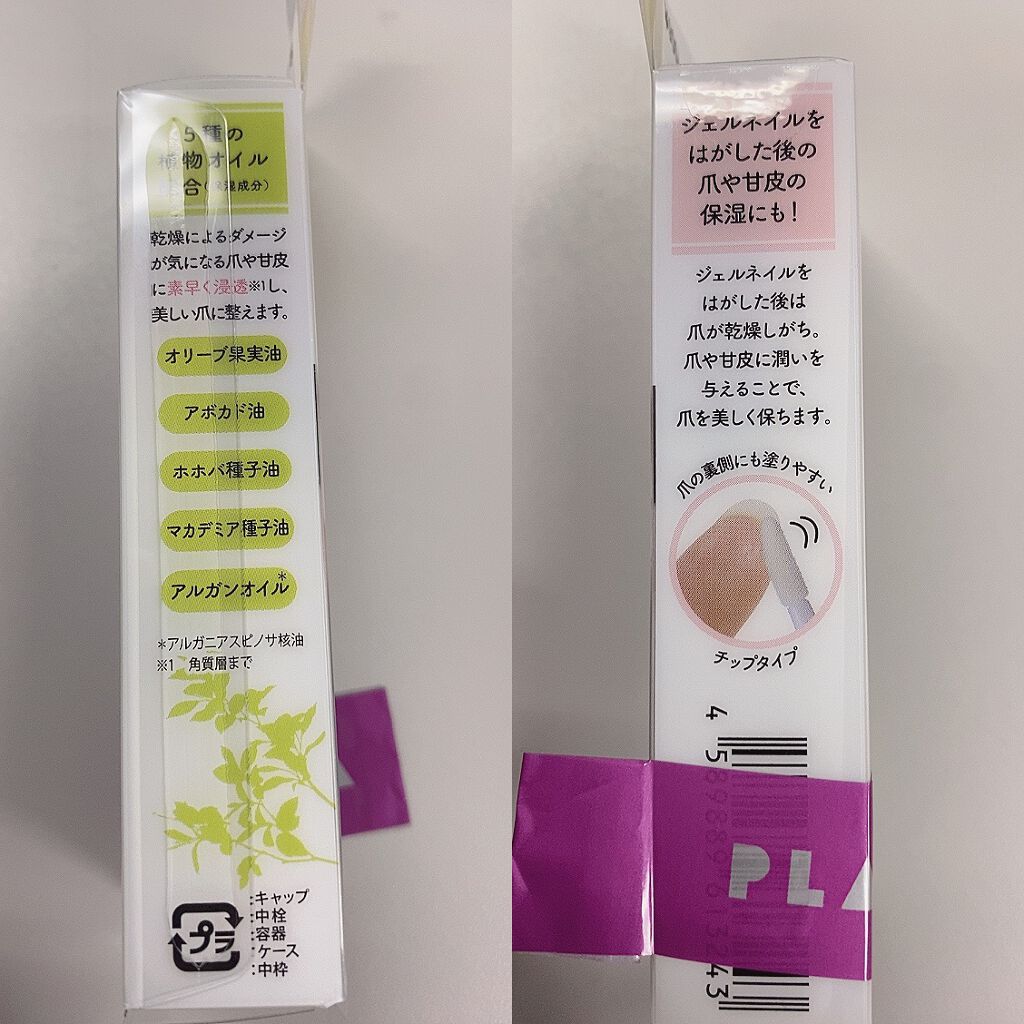 5種の
植物オイル
配合(保湿成分)
乾燥によるダメージ
が気になる爪や甘皮
に素早く浸透※1し、
美しい爪に整えます。
オリーブ果実油
アボカド油
ホホバ種子油
マカデミア種子油
アルガンオイル*
*アルガニアスピノサ核油
※1 角質層まで
プラ
:キャップ
:中栓
:容器
:ケース
:中枠
ジェルネイルを
はがした後の
爪や甘皮の
保湿にも!
ジェルネイルを
はがした後は
爪が乾燥しがち。
爪や甘皮に潤いを
与えることで、
爪を美しく保ちます。
爪の裏側にも塗りやすい
チップタイプ
PLA